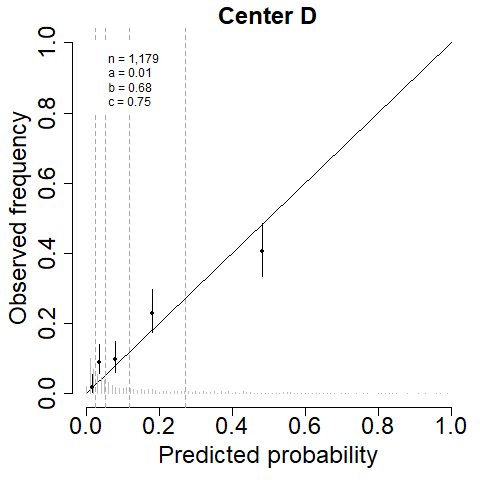 Center D
n = 1,179
a = 0.01
b = 0.68
c = 0.75
Observed frequency
1.0
0.8
0.6
0.4
0.2
0.0
0.0 0.2 0.4 0.6 0.8 1.0
Predicted probability